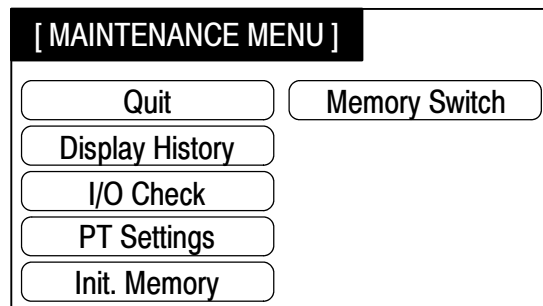 [ MAINTENANCE MENU ]
Quit
Memory Switch
Display History
I/O Check
PT Settings
Init. Memory